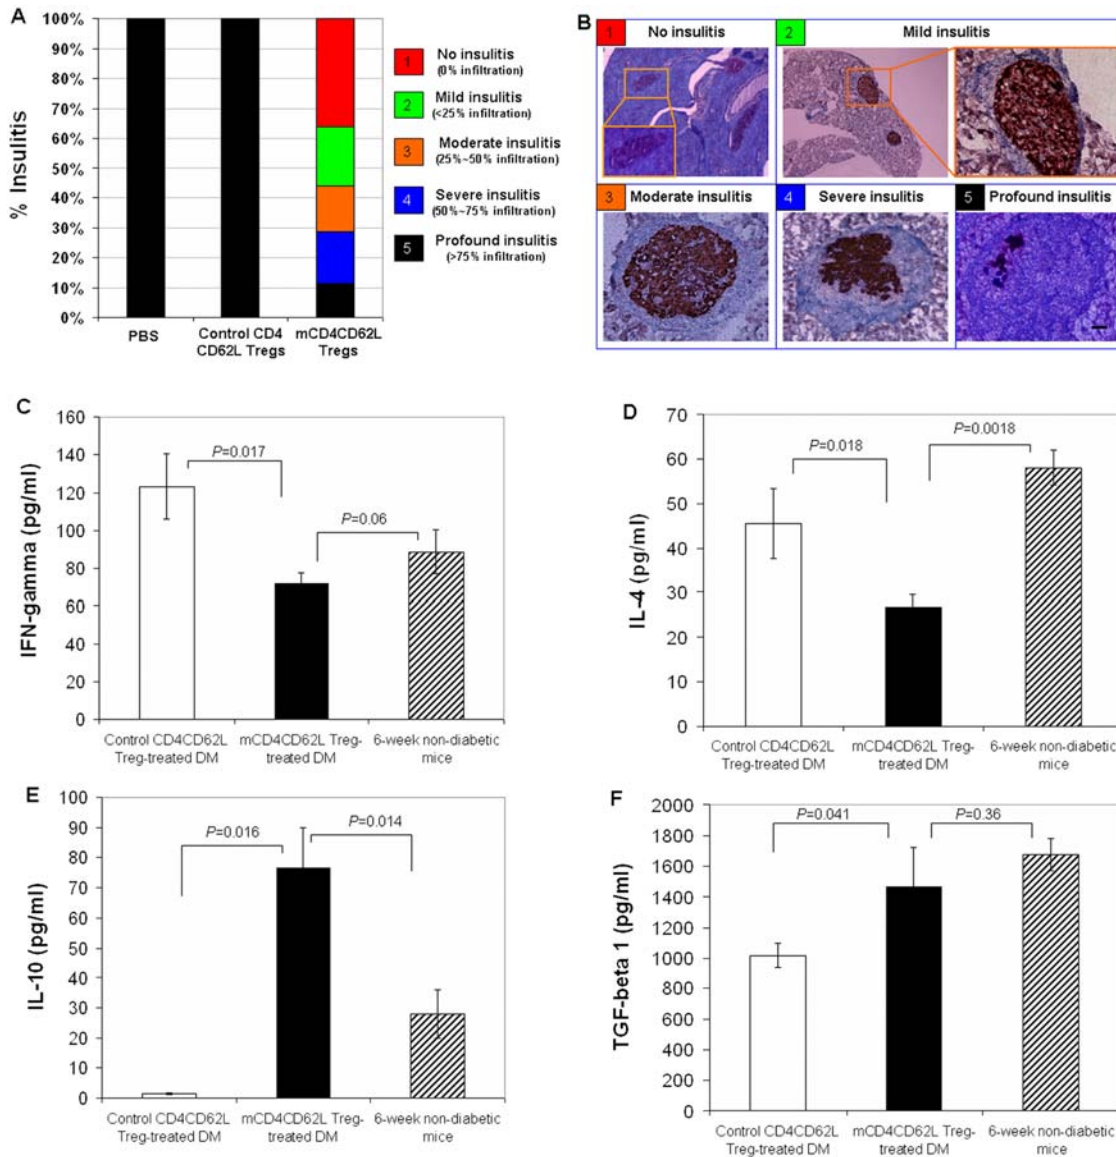 A
100%
90%
80%
70%
60%
50%
40%
30%
20%
10%
0%
% Insulitis
PBS
Control CD4
CD62L Tregs
mCD4CD62L
Tregs
1
No insulitis
(0% infiltration)
2
Mild insulitis
(<25% infiltration)
3
Moderate insulitis
(25%~50% infiltration)
4
Severe insulitis
(50%~75% infiltration)
5
Profound insulitis
(>75% infiltration)
B
1 No insulitis
2 Mild insulitis
3 Moderate insulitis
4 Severe insulitis
5 Profound insulitis
C
160
140
120
100
80
60
40
20
0
IFN-gamma (pg/ml)
P=0.017
P=0.06
Control CD4CD62L
Treg-treated DM
mCD4CD62L Treg-
treated DM
6-week non-diabetic
mice
D
70
60
50
40
30
20
10
0
IL-4 (pg/ml)
P=0.018
P=0.0018
Control CD4CD62L
Treg-treated DM
mCD4CD62L Treg-
treated DM
6-week non-diabetic
mice
E
100
90
80
70
60
50
40
30
20
10
0
IL-10 (pg/ml)
P=0.016
P=0.014
Control CD4CD62L
Treg-treated DM
mCD4CD62L Treg-
treated DM
6-week non-diabetic
mice
F
2000
1800
1600
1400
1200
1000
800
600
400
200
0
TGF-beta 1 (pg/ml)
P=0.041
P=0.36
Control CD4CD62L
Treg-treated DM
mCD4CD62L Treg-
treated DM
6-week non-diabetic
mice